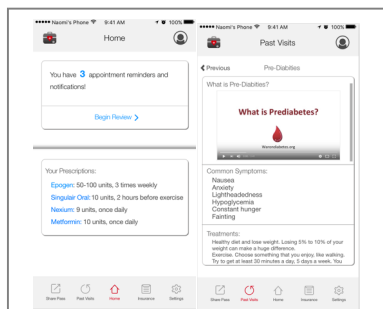 Naomi's Phone 9:41 AM 100%
Home
You have 3 appointment reminders and
notifications!
Begin Review
Your Prescriptions:
Epogen: 50-100 units, 3 times weekly
Singulair Oral: 10 units, 2 hours before exercise
Nexium: 9 units, once daily
Metformin: 10 units, once daily
Share Pass Past Visits Home Insurance Settings
Naomi's Phone 9:41 AM 100%
Past Visits
Previous Pre-Diabities
What is Pre-Diabities?
What is Prediabetes?
Common Symptoms:
Nausea
Anxiety
Lightheadedness
Hypoglycemia
Constant hunger
Fainting
Treatments:
Healthy diet and lose weight. Losing 5% to 10% of your
weight can make a huge difference.
Exercise. Choose something that you enjoy, like walking.
Try to get at least 30 minutes a day, 5 days a week. You
Share Pass Past Visits Home Insurance Settings